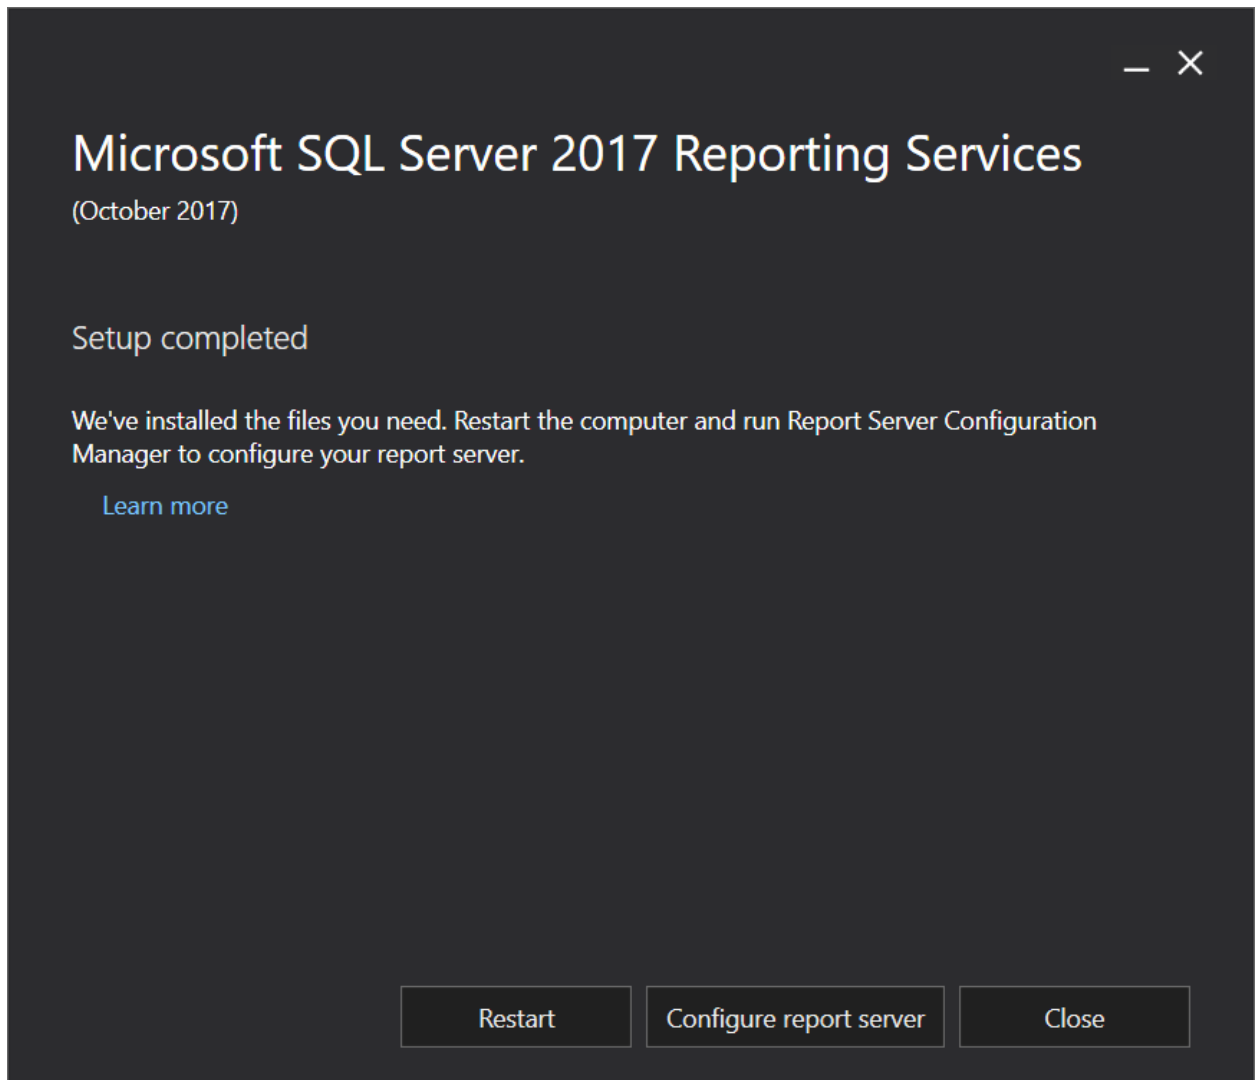 Microsoft SQL Server 2017 Reporting Services
(October 2017)
Setup completed
We've installed the files you need. Restart the computer and run Report Server Configuration
Manager to configure your report server.
Learn more
Restart
Configure report server
Close